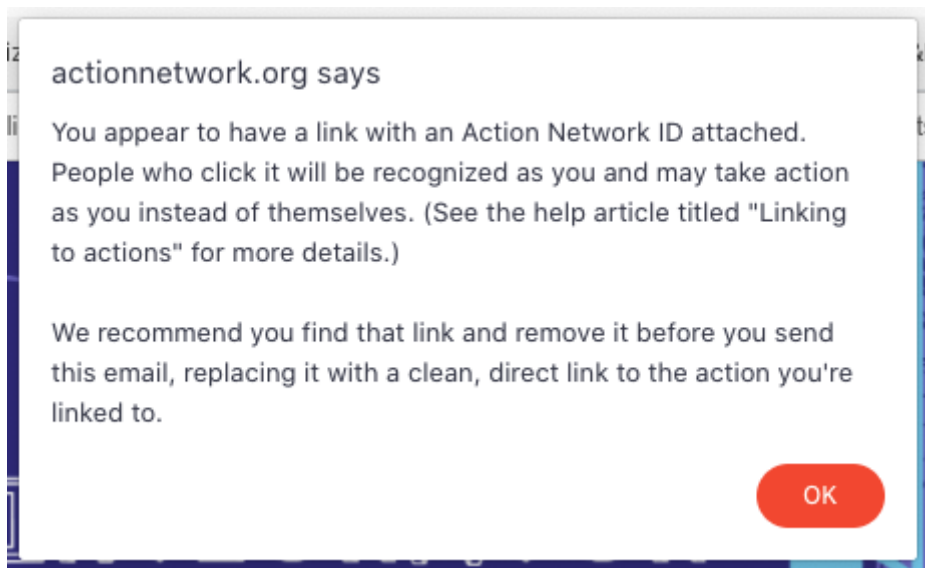 actionnetwork.org says
You appear to have a link with an Action Network ID attached.
People who click it will be recognized as you and may take action
as you instead of themselves. (See the help article titled "Linking
to actions" for more details.)
We recommend you find that link and remove it before you send
this email, replacing it with a clean, direct link to the action you're
linked to.
OK